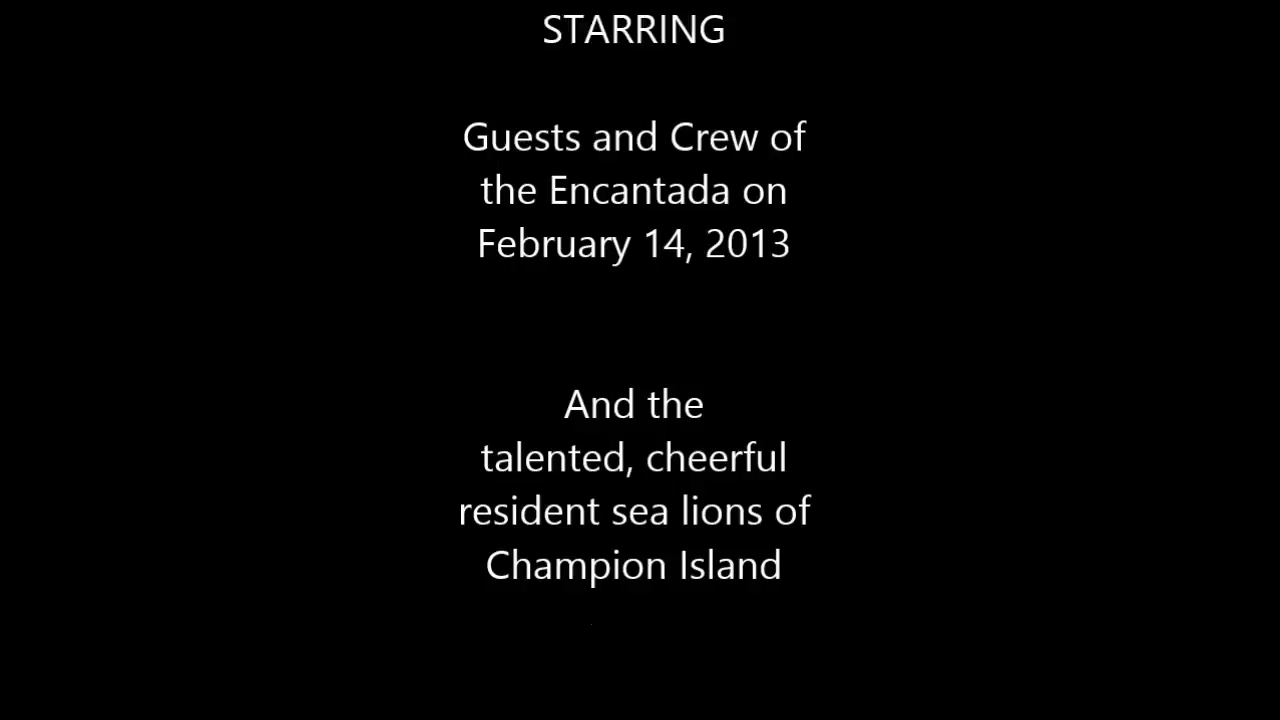 STARRING
Guests and Crew of
the Encantada on
February 14, 2013
And the
talented, cheerful
resident sea lions of
Champion Island